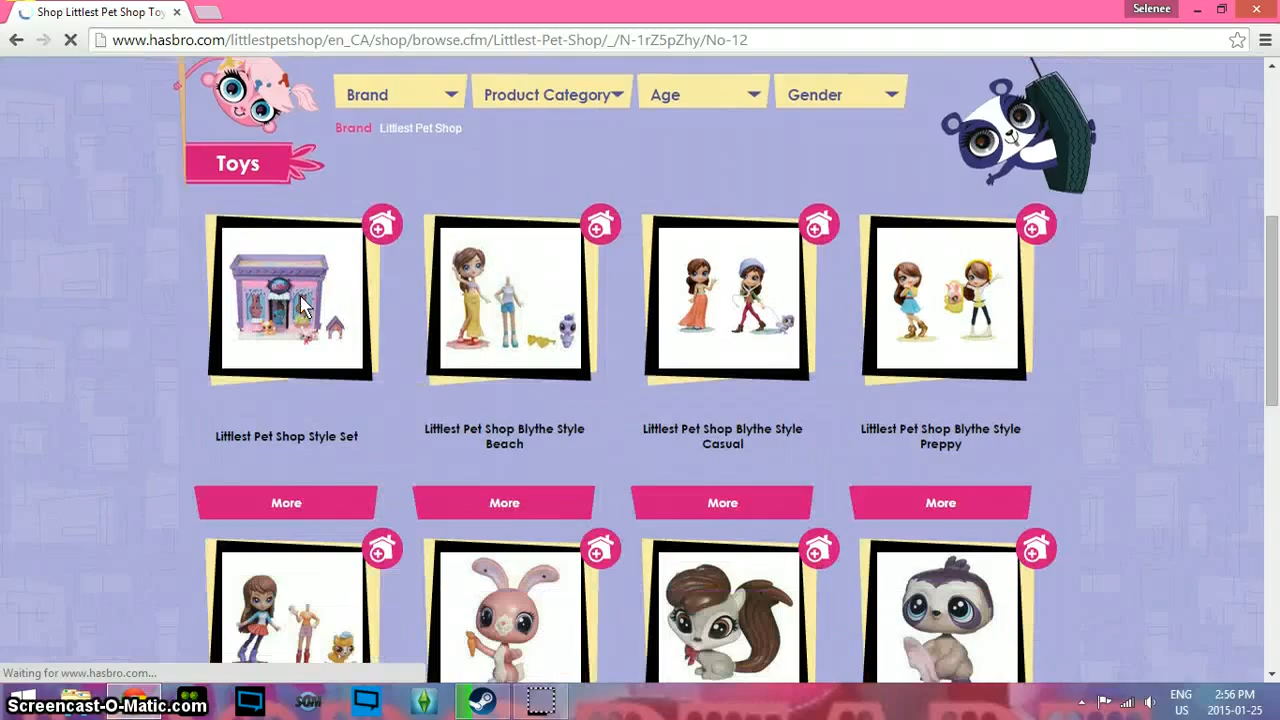 Shop Littlest Pet Shop Toy
Selenee
www.hasbro.com/littlestpetshop/en_CA/shop/browse.cfm/Littlest-Pet-Shop/_/N-1rZ5pZhy/No-12
Brand
Product Category
Age
Gender
Brand Littlest Pet Shop
Toys
Littlest Pet Shop Style Set
Littlest Pet Shop Blythe Style
Beach
Littlest Pet Shop Blythe Style
Casual
Littlest Pet Shop Blythe Style
Preppy
More
More
More
More
Waiting for www.hasbro.com...
Screencast-O-Matic.com
ENG
US
2:56 PM
2015-01-25